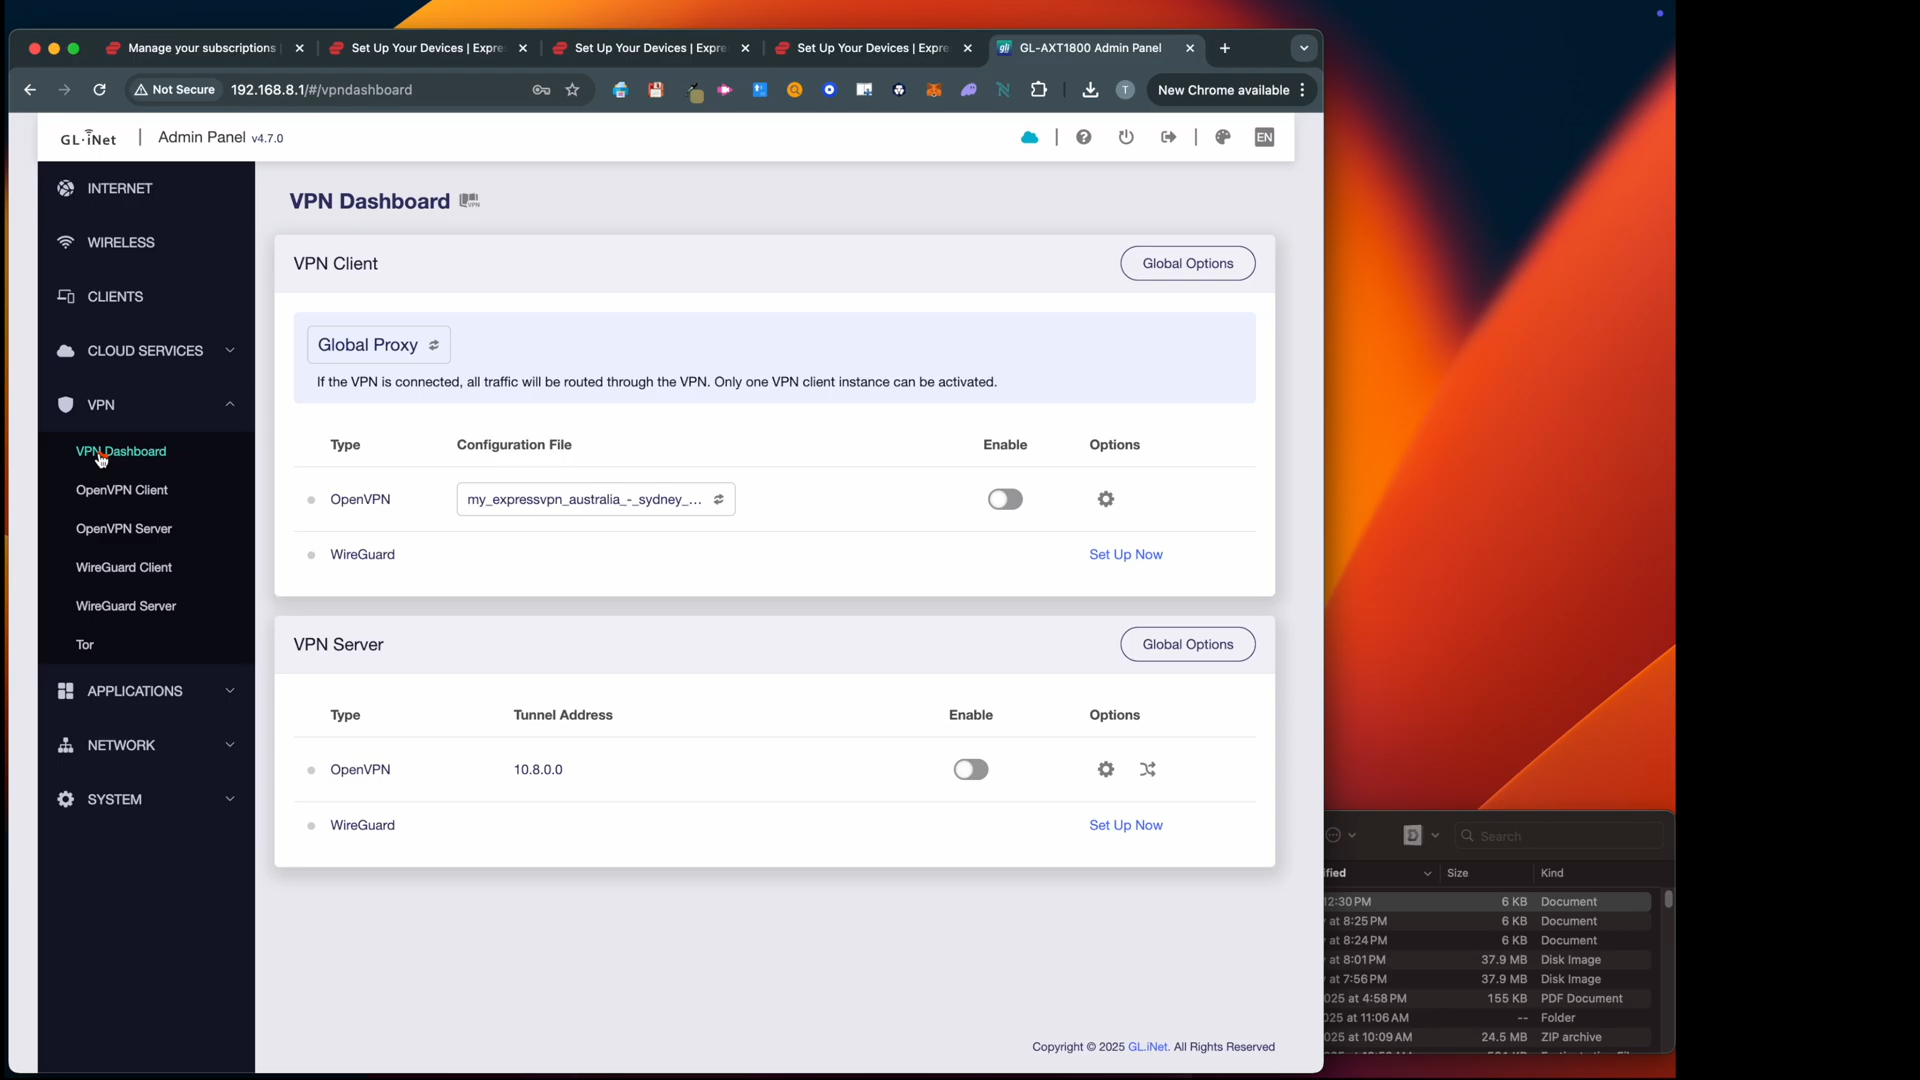 Manage your subscriptions
Set Up Your Devices | Expre
Set Up Your Devices | Expre
Set Up Your Devices | Expre
GL-AXT1800 Admin Panel
Not Secure
192.168.8.1/#/vpndashboard
T
New Chrome available
GL·iNet
Admin Panel v4.7.0
EN
INTERNET
WIRELESS
CLIENTS
CLOUD SERVICES
VPN
VPN Dashboard
OpenVPN Client
OpenVPN Server
WireGuard Client
WireGuard Server
Tor
APPLICATIONS
NETWORK
SYSTEM
VPN Dashboard
VPN Client
Global Options
Global Proxy
If the VPN is connected, all traffic will be routed through the VPN. Only one VPN client instance can be activated.
Type Configuration File Enable Options
OpenVPN my_expressvpn_australia_-_sydney_...
WireGuard Set Up Now
VPN Server
Global Options
Type Tunnel Address Enable Options
OpenVPN 10.8.0.0
WireGuard Set Up Now
Copyright © 2025 GL.iNet. All Rights Reserved
Search
ified Size Kind
12:30 PM 6 KB Document
at 8:25 PM 6 KB Document
at 8:24 PM 6 KB Document
at 8:01 PM 37.9 MB Disk Image
at 7:56 PM 37.9 MB Disk Image
025 at 4:58 PM 155 KB PDF Document
025 at 11:06 AM -- Folder
025 at 10:09 AM 24.5 MB ZIP archive